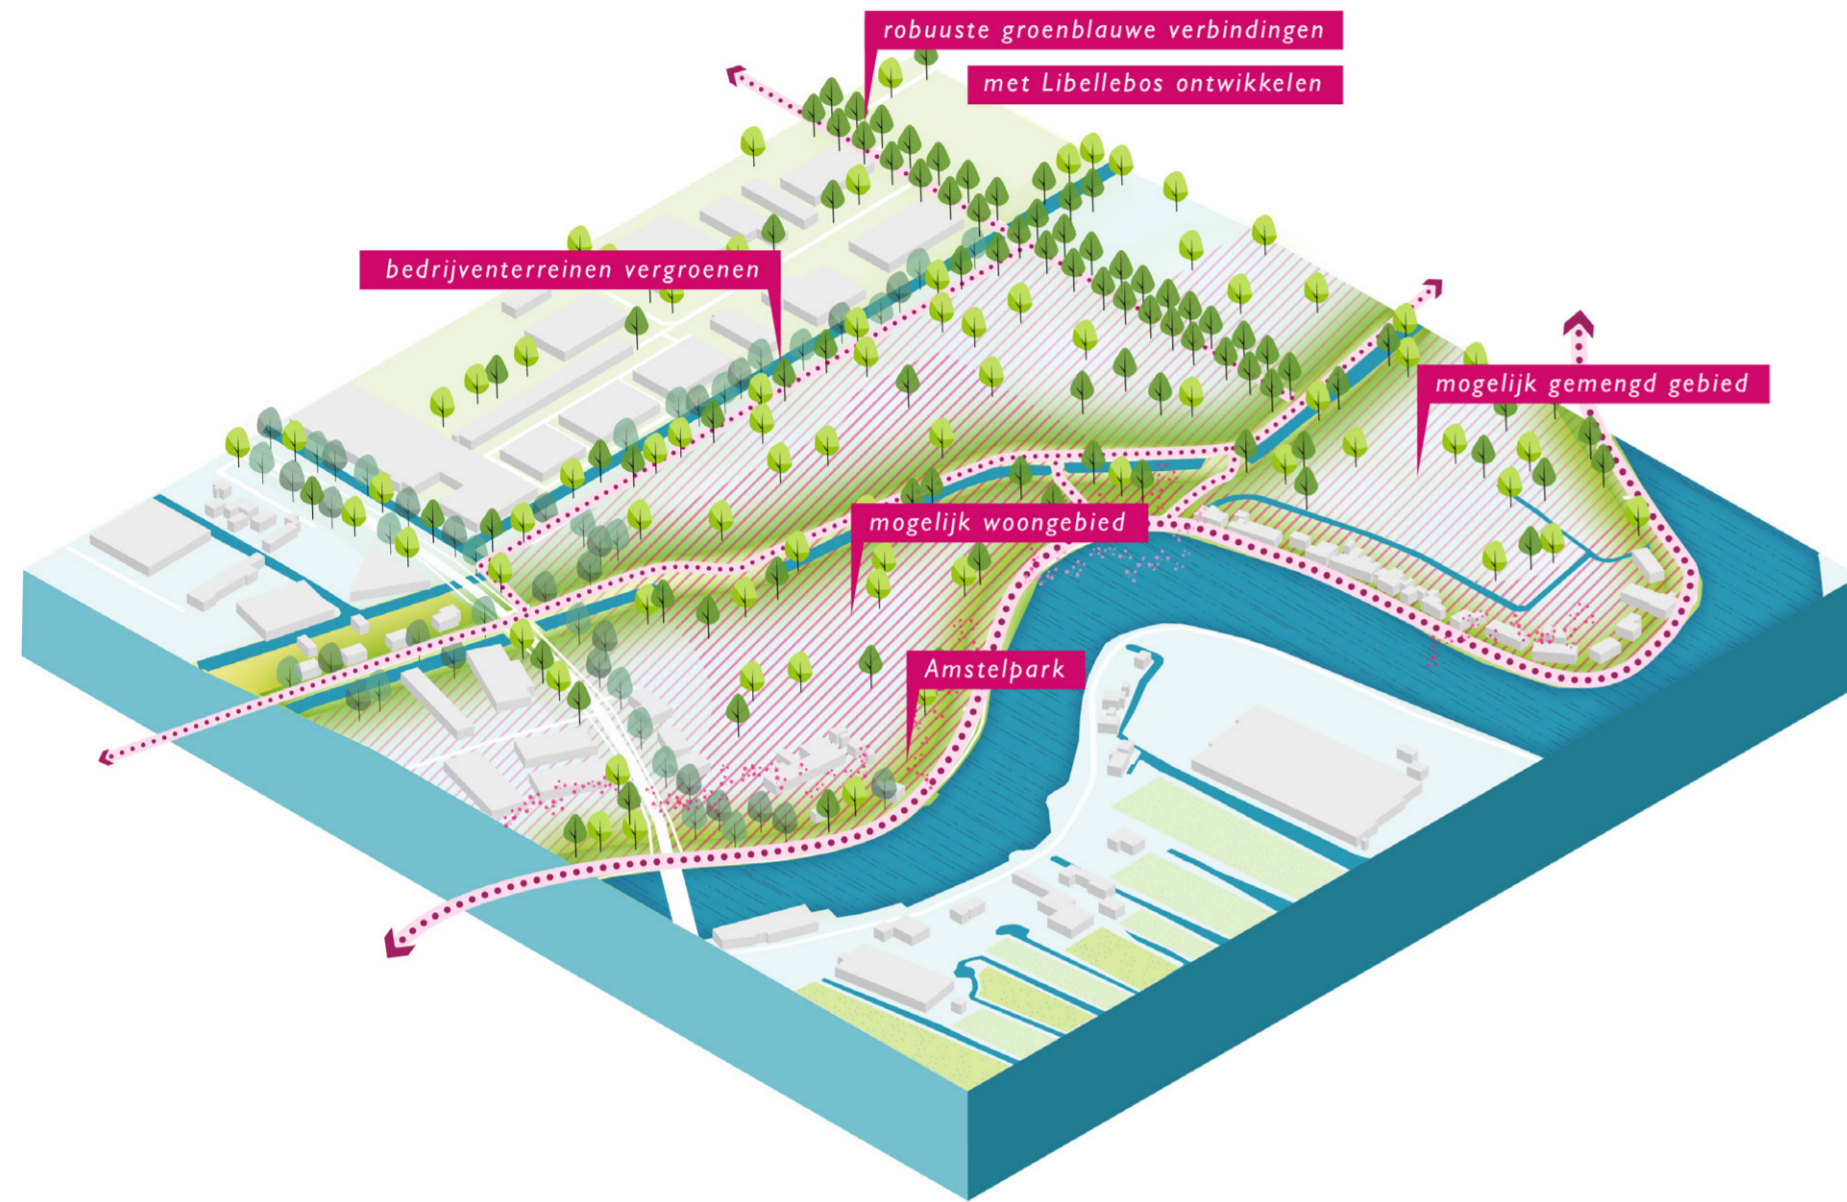 robuuste groenblauwe verbindingen
met Libellebos ontwikkelen
bedrijventerreinen vergroenen
mogelijk gemengd gebied
mogelijk woongebied
Amstelpark